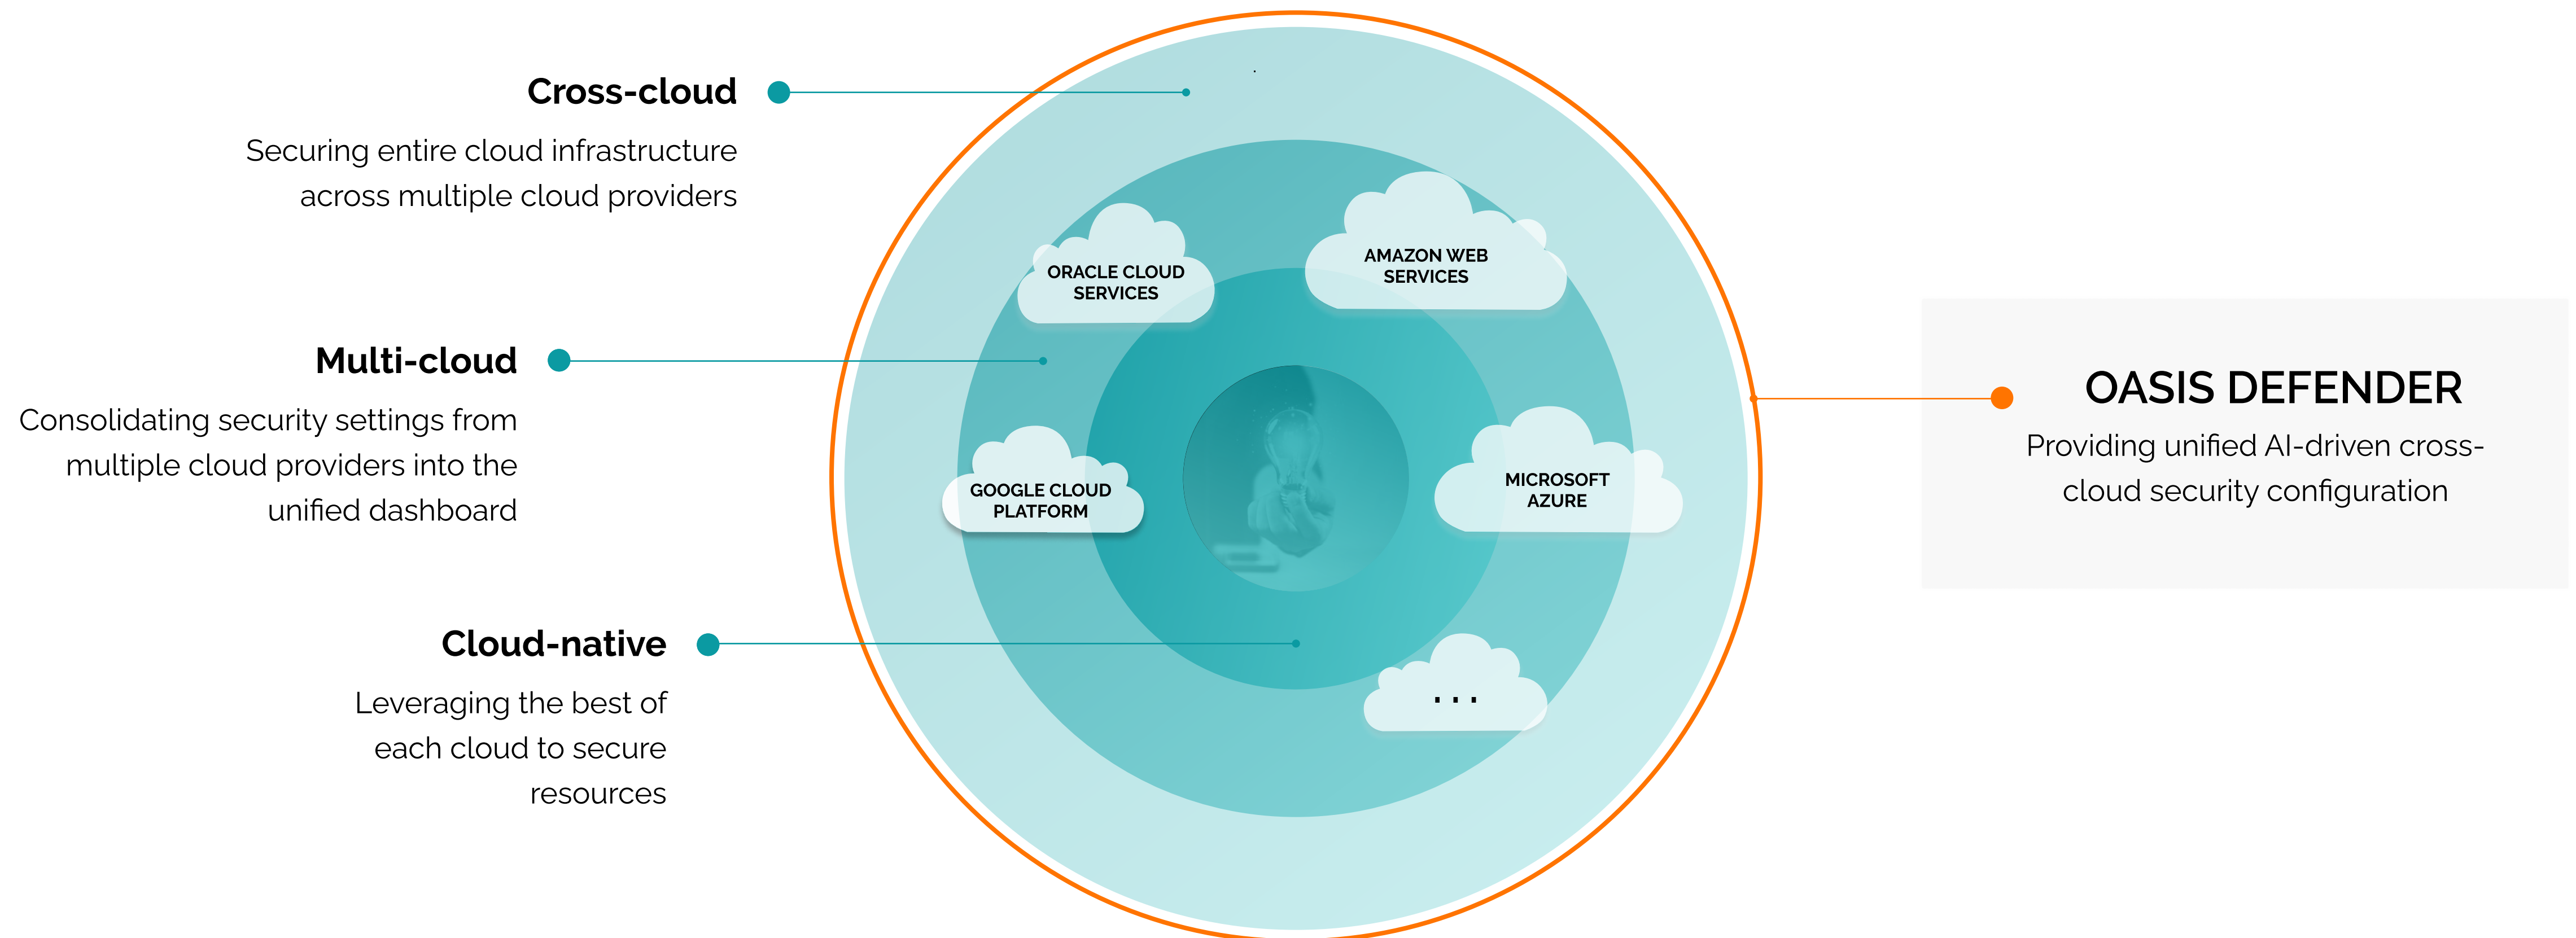 Cross-cloud
Securing entire cloud infrastructure
across multiple cloud providers
Multi-cloud
Consolidating security settings from
multiple cloud providers into the
unified dashboard
Cloud-native
Leveraging the best of
each cloud to secure
resources
ORACLE CLOUD
SERVICES
AMAZON WEB
SERVICES
GOOGLE CLOUD
PLATFORM
MICROSOFT
AZURE
...
OASIS DEFENDER
Providing unified AI-driven cross-
cloud security configuration